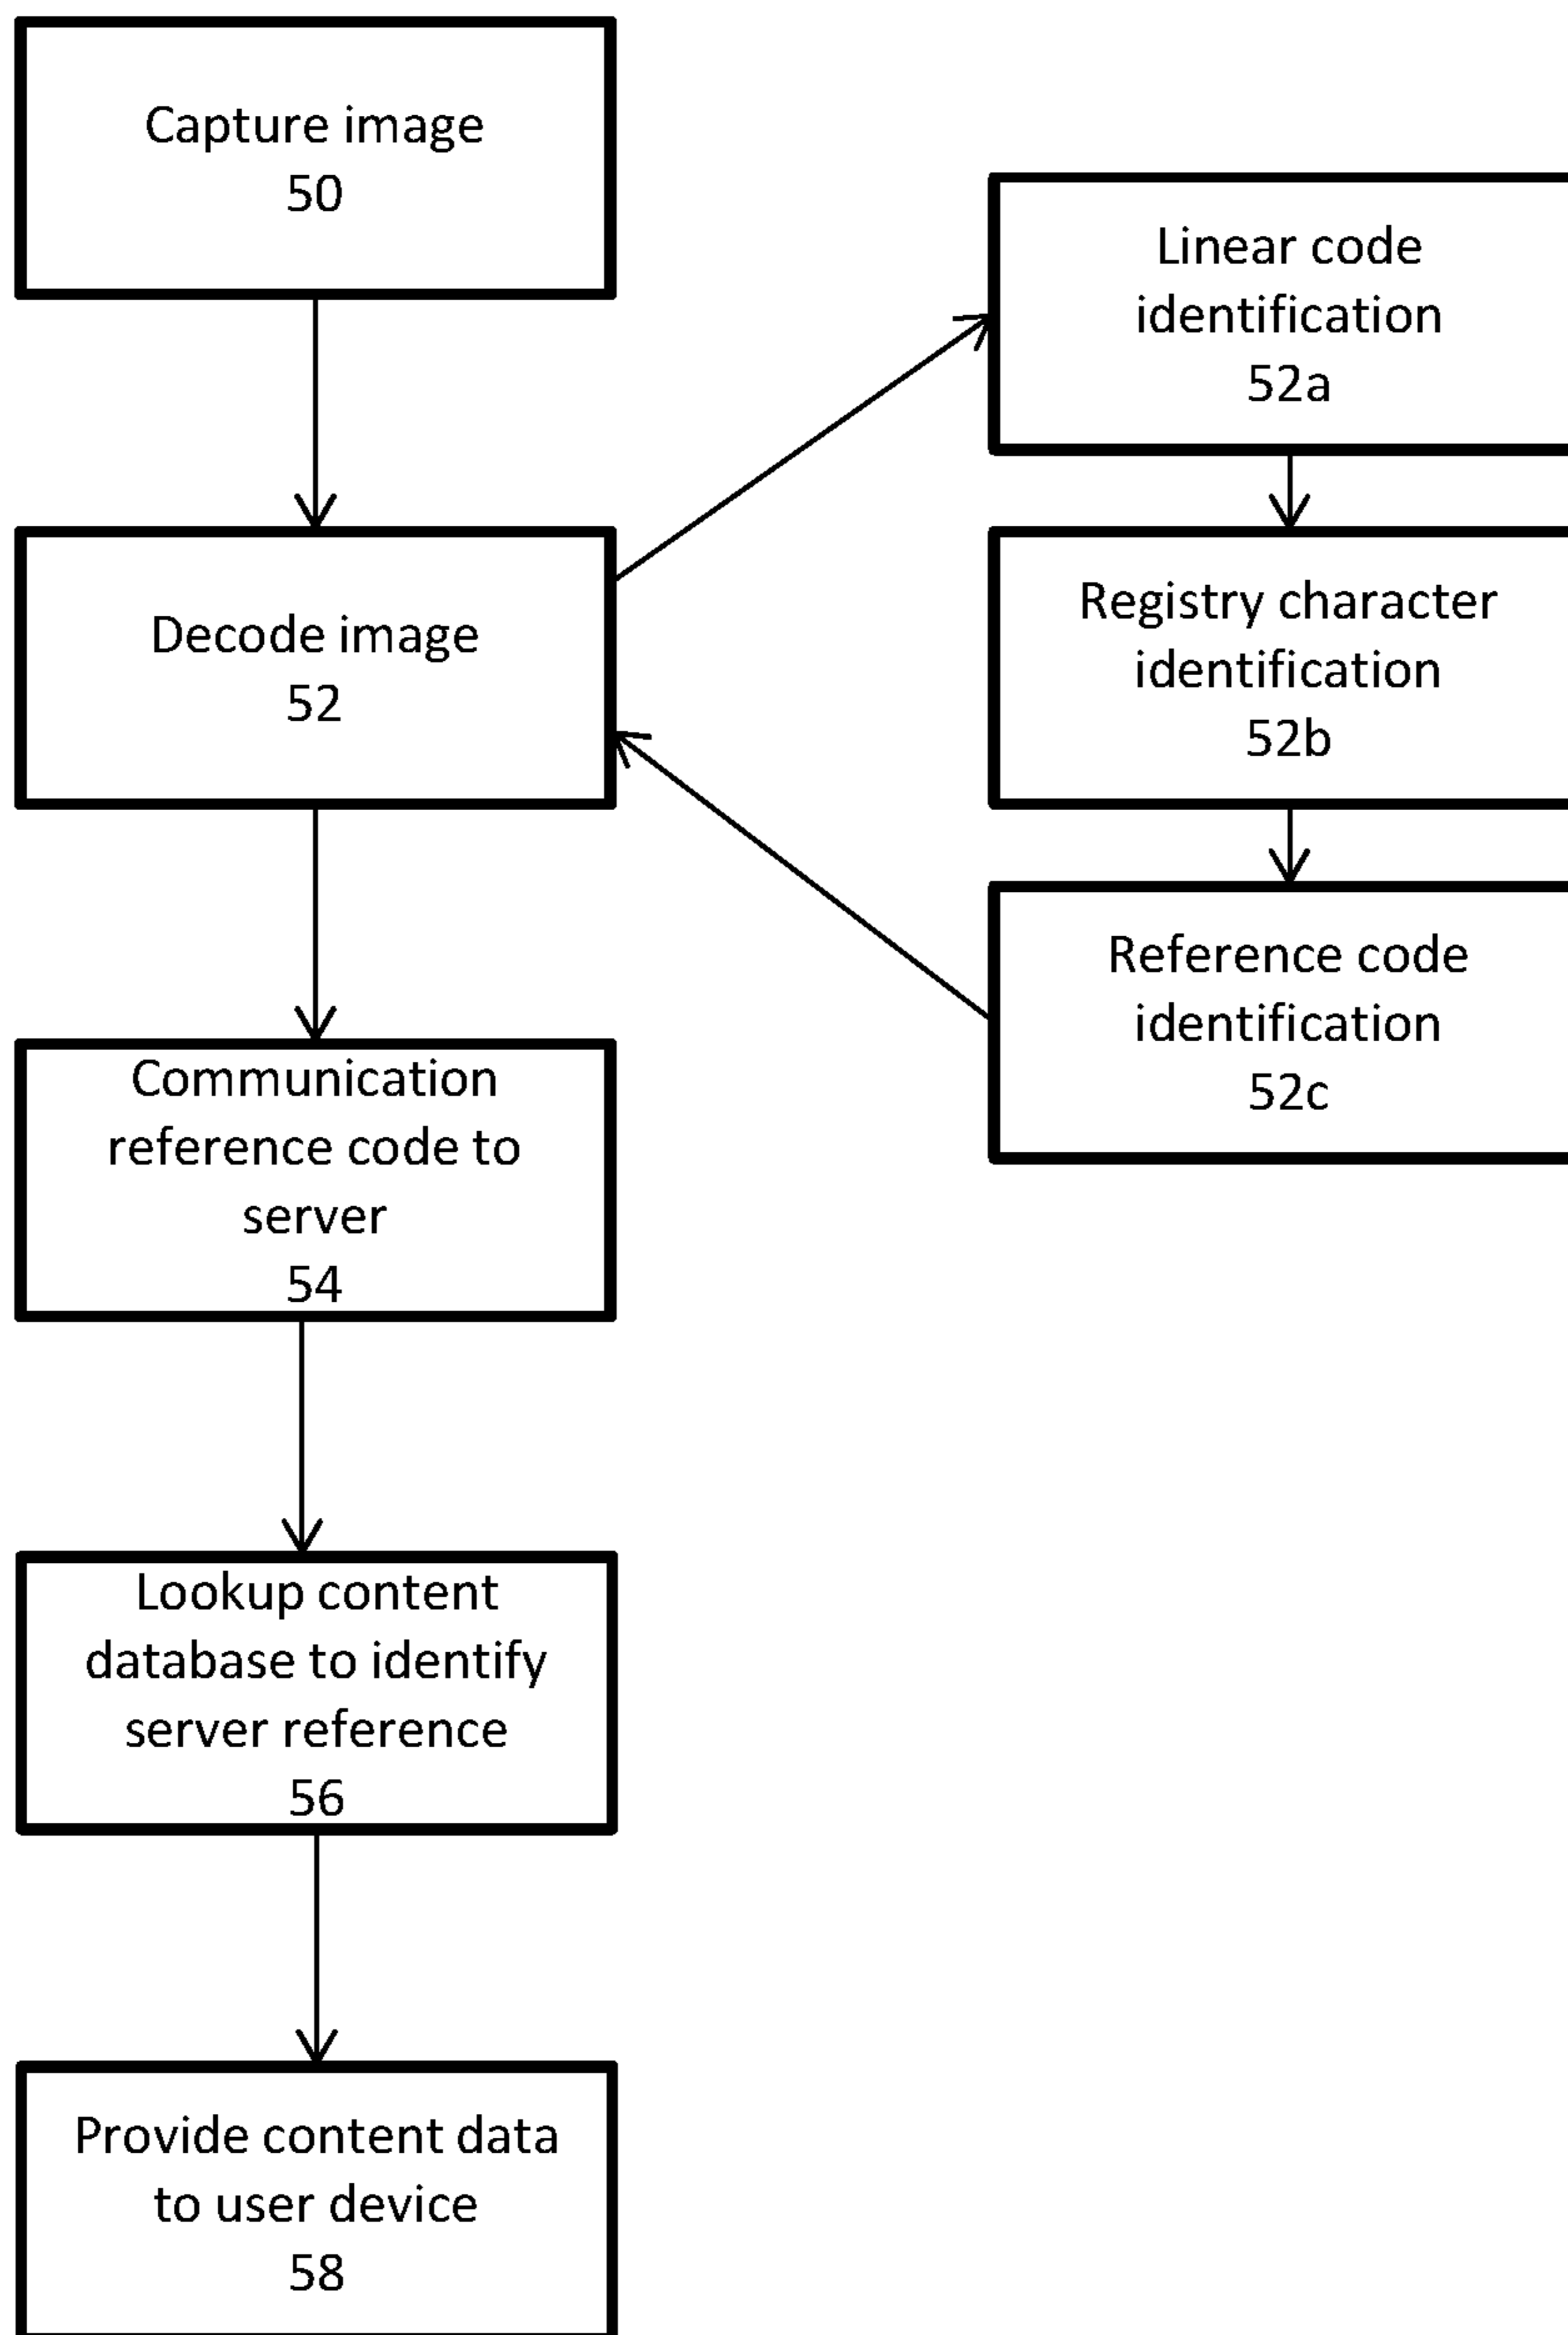 Capture image
50
Linear code
identification
52a
Decode image
52
Registry character
identification
52b
Reference code
identification
52c
Communication
reference code to
server
54
Lookup content
database to identify
server reference
56
Provide content data
to user device
58